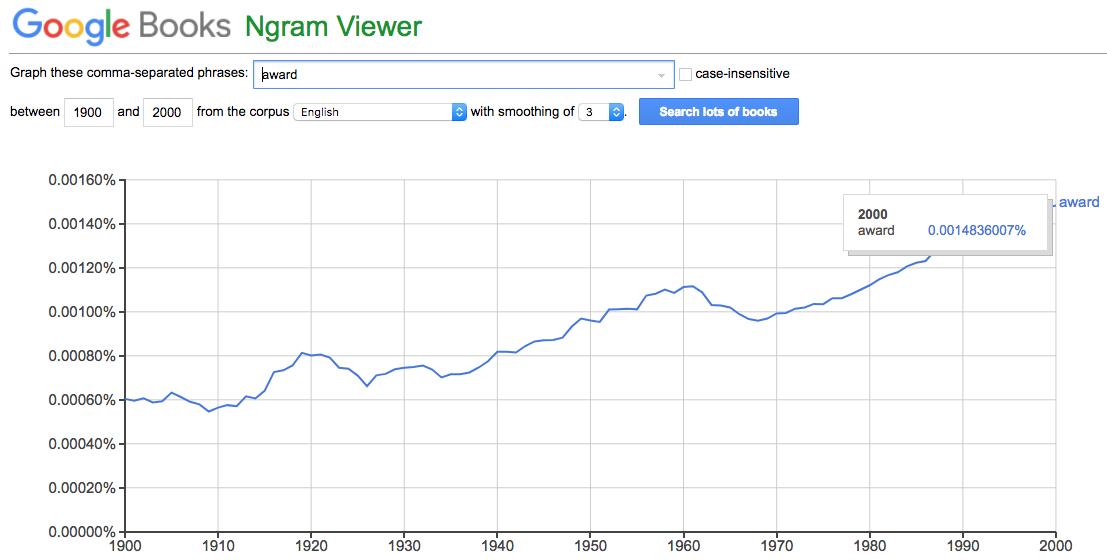 Google Books Ngram Viewer
Graph these comma-separated phrases: award case-insensitive
between 1900 and 2000 from the corpus English with smoothing of 3 . Search lots of books
0.00160%
0.00140%
0.00120%
0.00100%
0.00080%
0.00060%
0.00040%
0.00020%
0.00000%
2000
award 0.0014836007%
award
1900 1910 1920 1930 1940 1950 1960 1970 1980 1990 2000